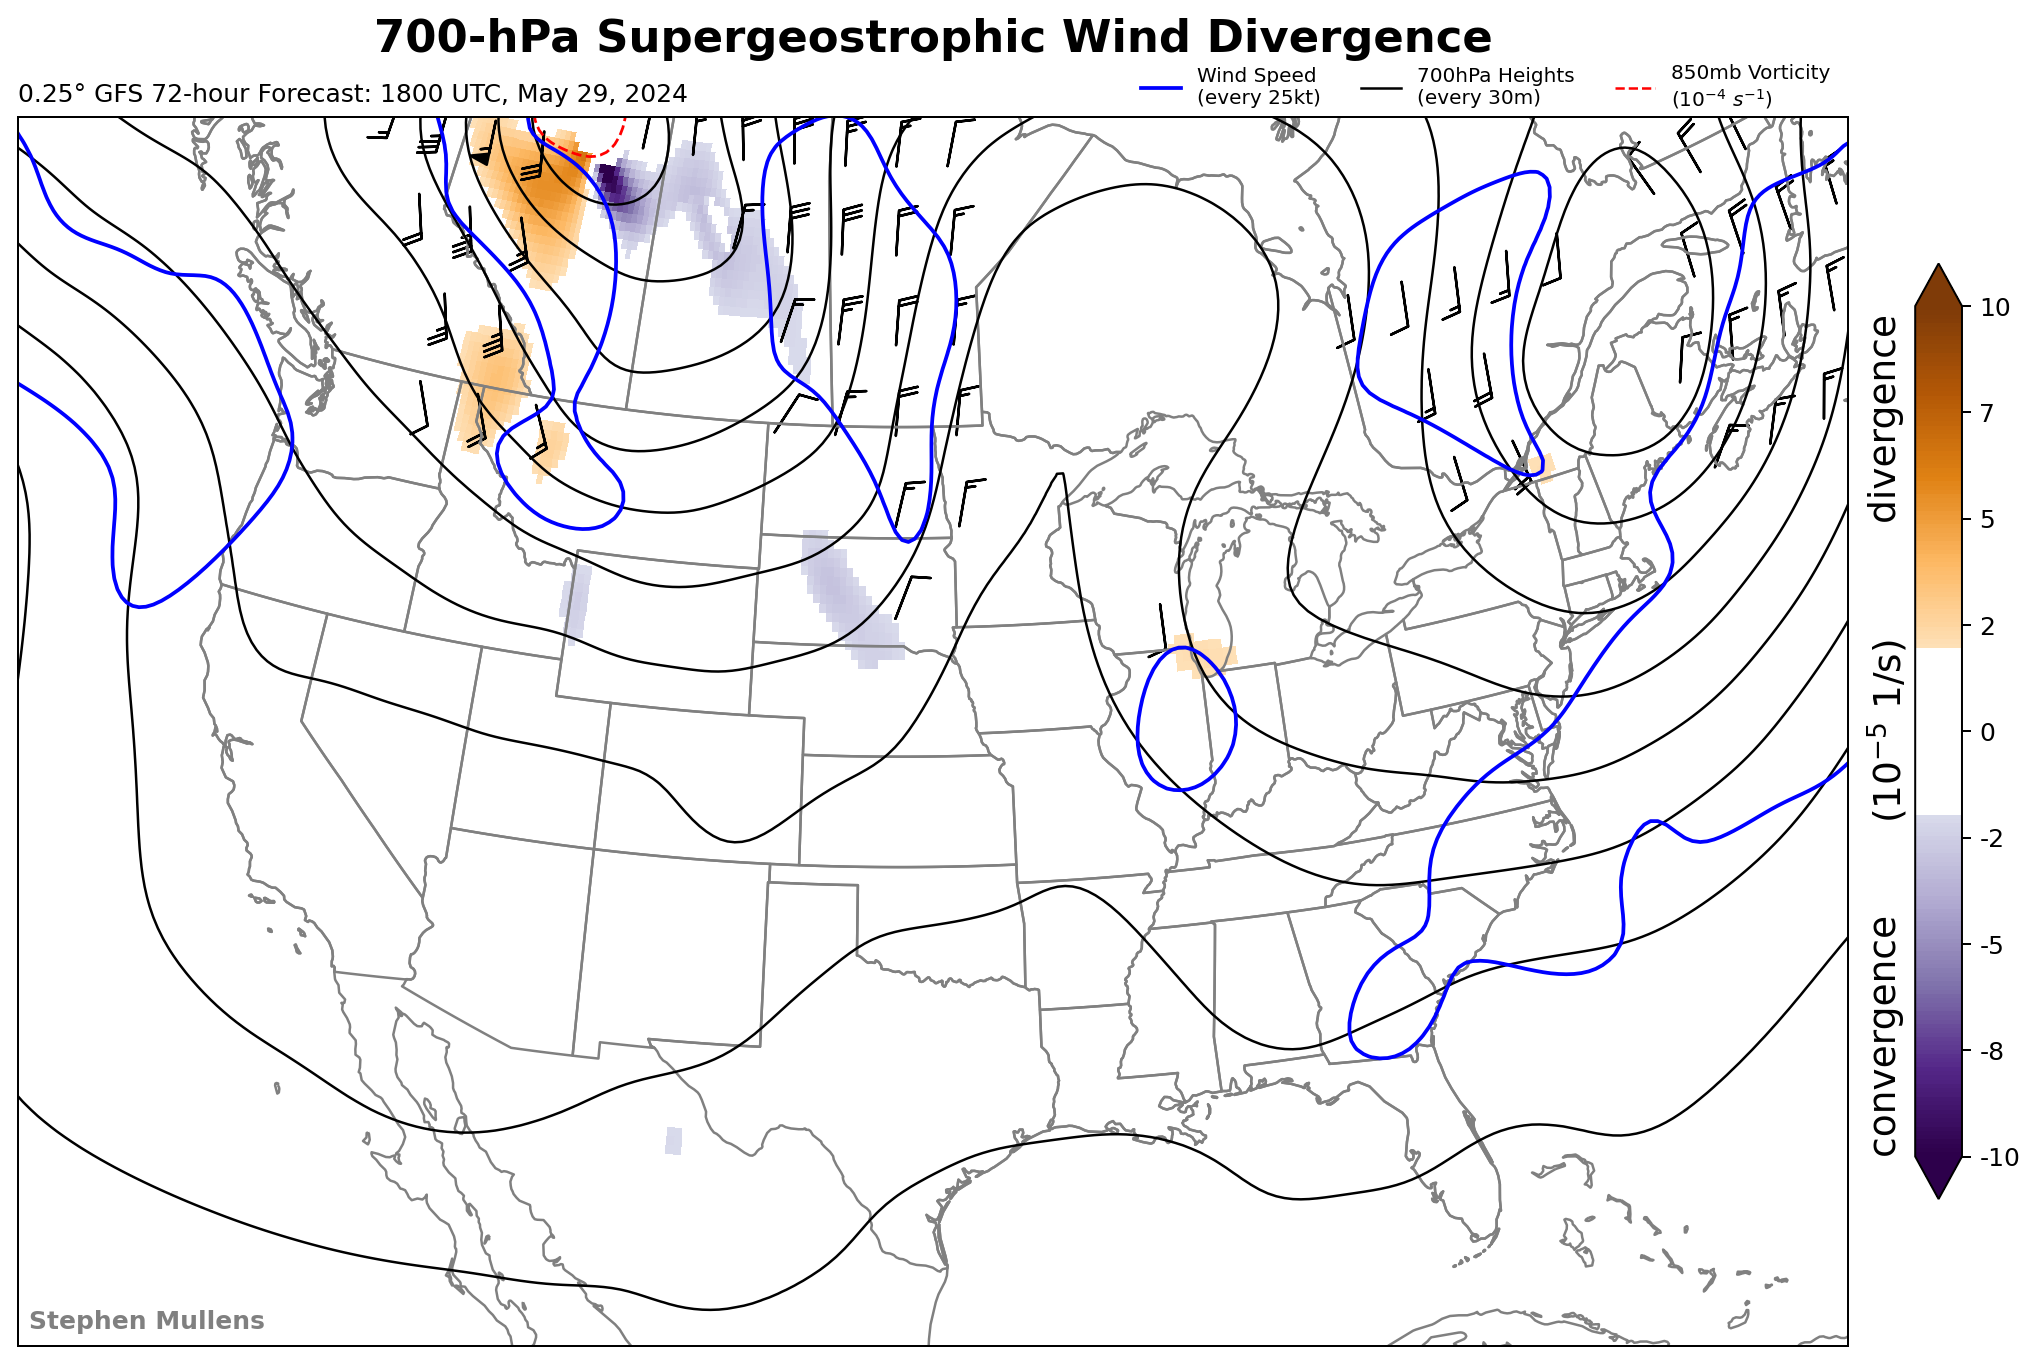 700-hPa Supergeostrophic Wind Divergence
0.25° GFS 72-hour Forecast: 1800 UTC, May 29, 2024
Wind Speed
(every 25kt)
700hPa Heights
(every 30m)
850mb Vorticity
(10⁻⁴ s⁻¹)
10
7
5
2
0
-2
-5
-8
-10
convergence (10⁻⁵ 1/s) divergence
Stephen Mullens